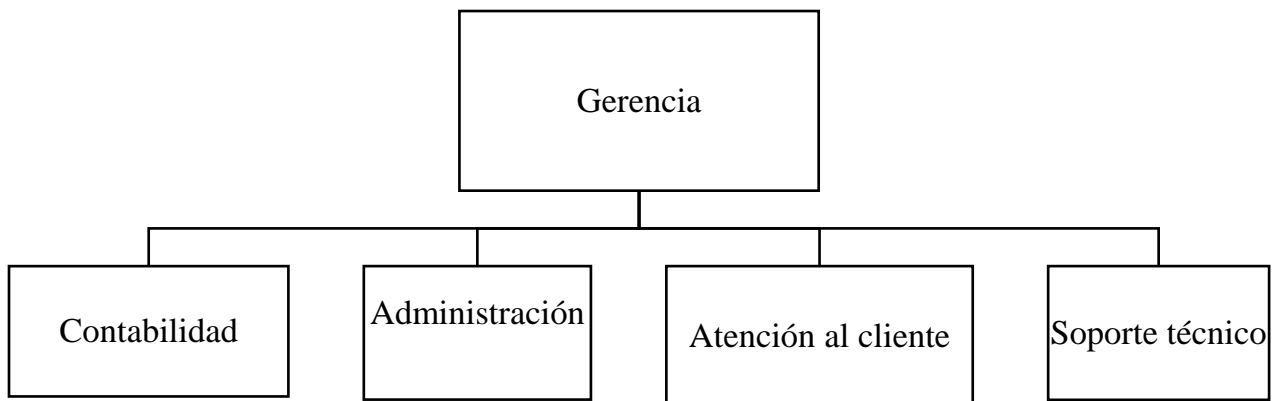 Gerencia
Contabilidad
Administración
Atención al cliente
Soporte técnico